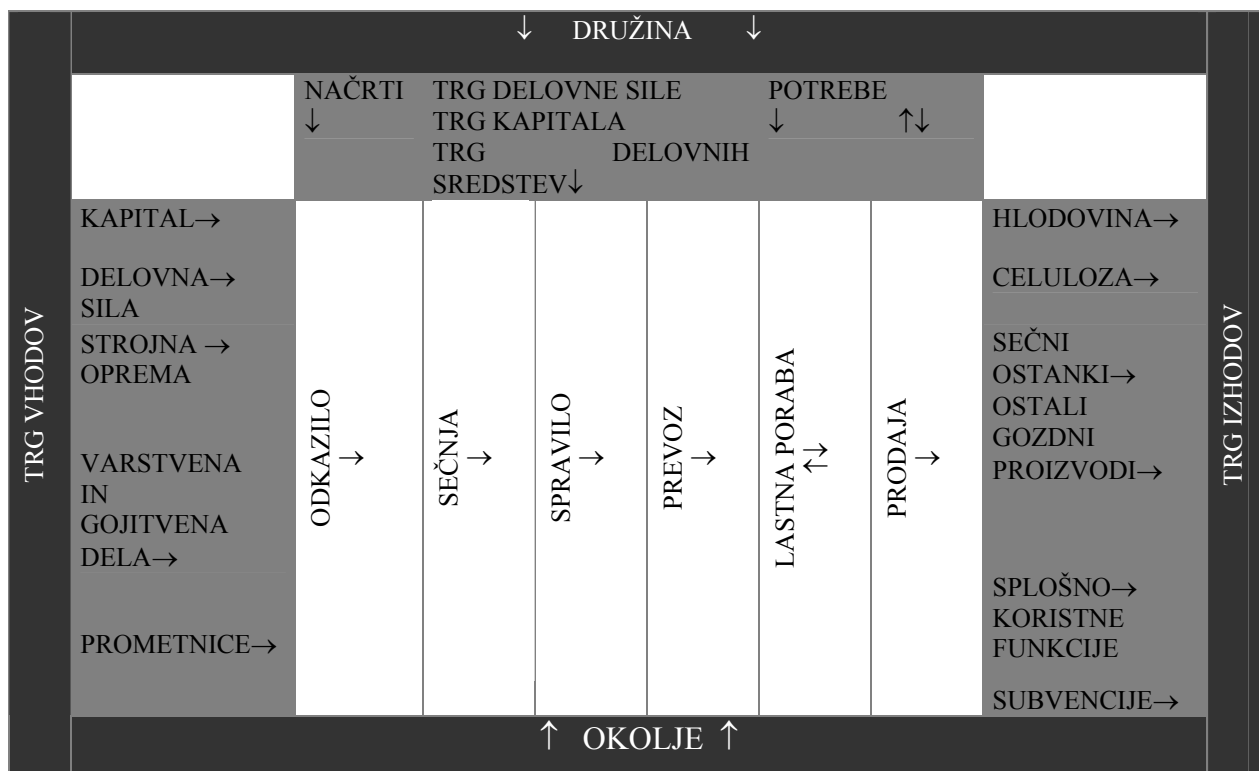 ↓ DRUŽINA ↓
NAČRTI
↓
TRG DELOVNE SILE
TRG KAPITALA
TRG DELOVNIH
SREDSTEV↓
POTREBE
↓ ↑↓
TRG VHODOV
KAPITAL→
DELOVNA→
SILA
STROJNA →
OPREMA
VARSTVENA
IN
GOJITVENA
DELA→
PROMETNICE→
ODKAZILO →
SEČNJA →
SPRAVILO →
PREVOZ →
LASTNA PORABA →←
PRODAJA →
HLODOVINA→
CELULOZA→
SEČNI
OSTANKI→
OSTALI
GOZDNI
PROIZVODI→
SPLOŠNO→
KORISTNE
FUNKCIJE
SUBVENCIJE→
TRG IZHODOV
↑ OKOLJE ↑